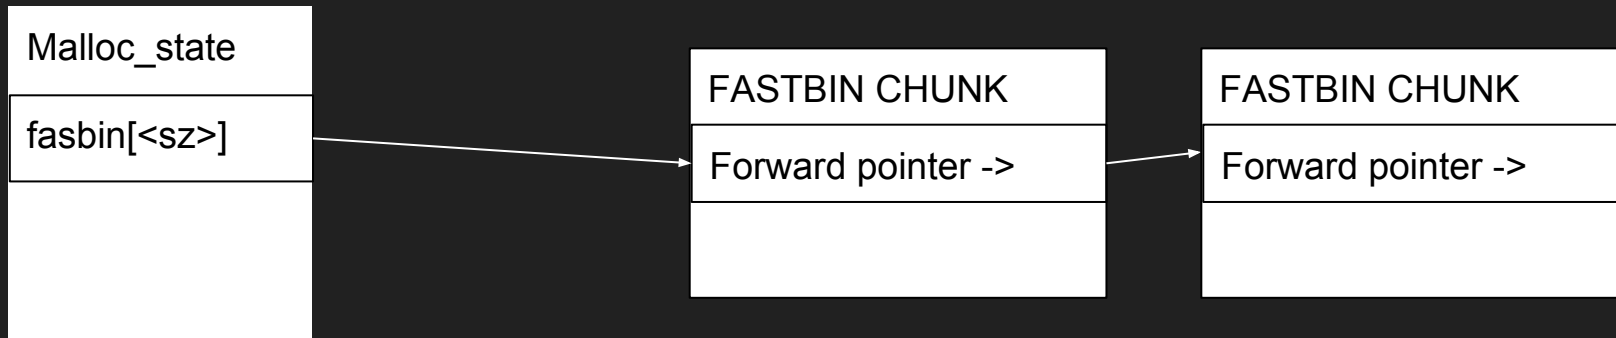 Malloc_state
fasbin[<sz>]
FASTBIN CHUNK
Forward pointer ->
FASTBIN CHUNK
Forward pointer ->